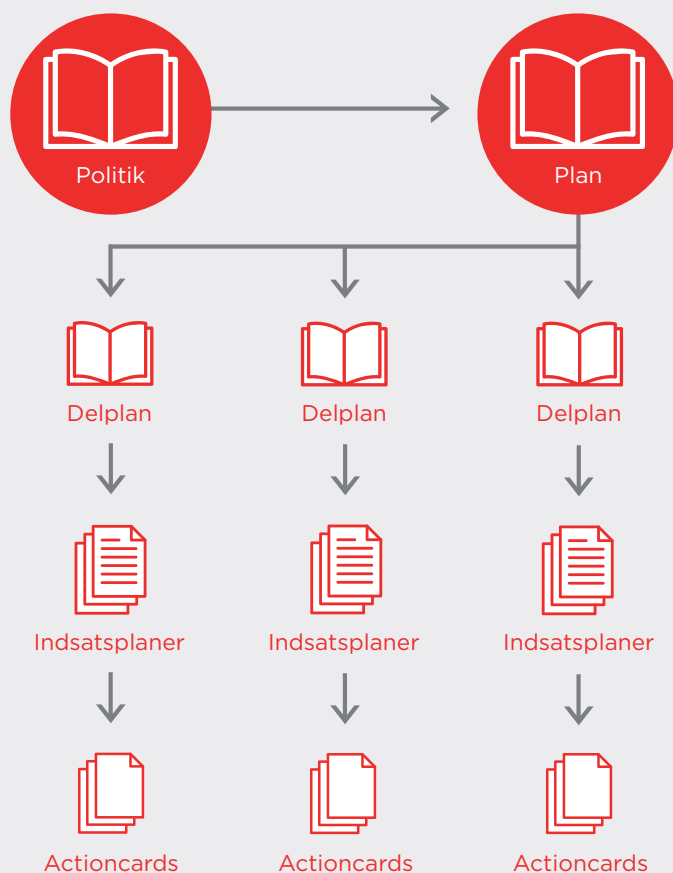 Politik
Plan
Delplan
Delplan
Delplan
Indsatsplaner
Indsatsplaner
Indsatsplaner
Actioncards
Actioncards
Actioncards